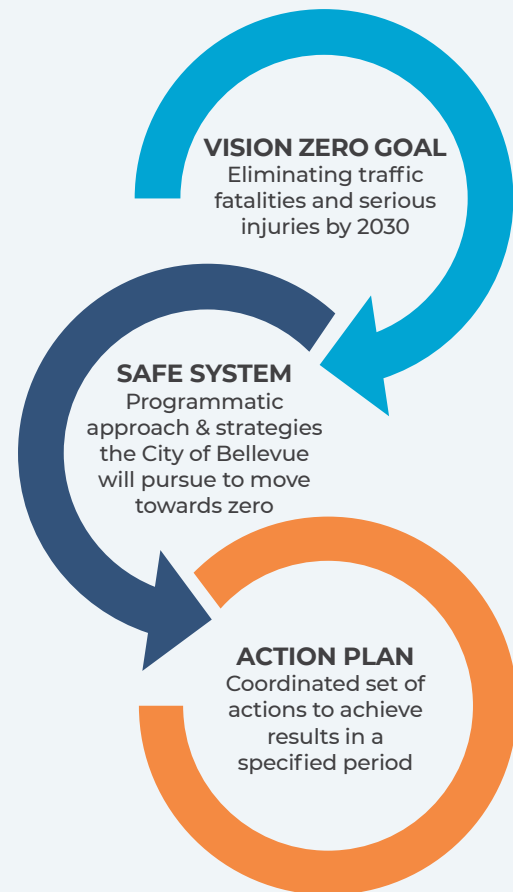 VISION ZERO GOAL
Eliminating traffic
fatalities and serious
injuries by 2030
SAFE SYSTEM
Programmatic
approach & strategies
the City of Bellevue
will pursue to move
towards zero
ACTION PLAN
Coordinated set of
actions to achieve
results in a
specified period